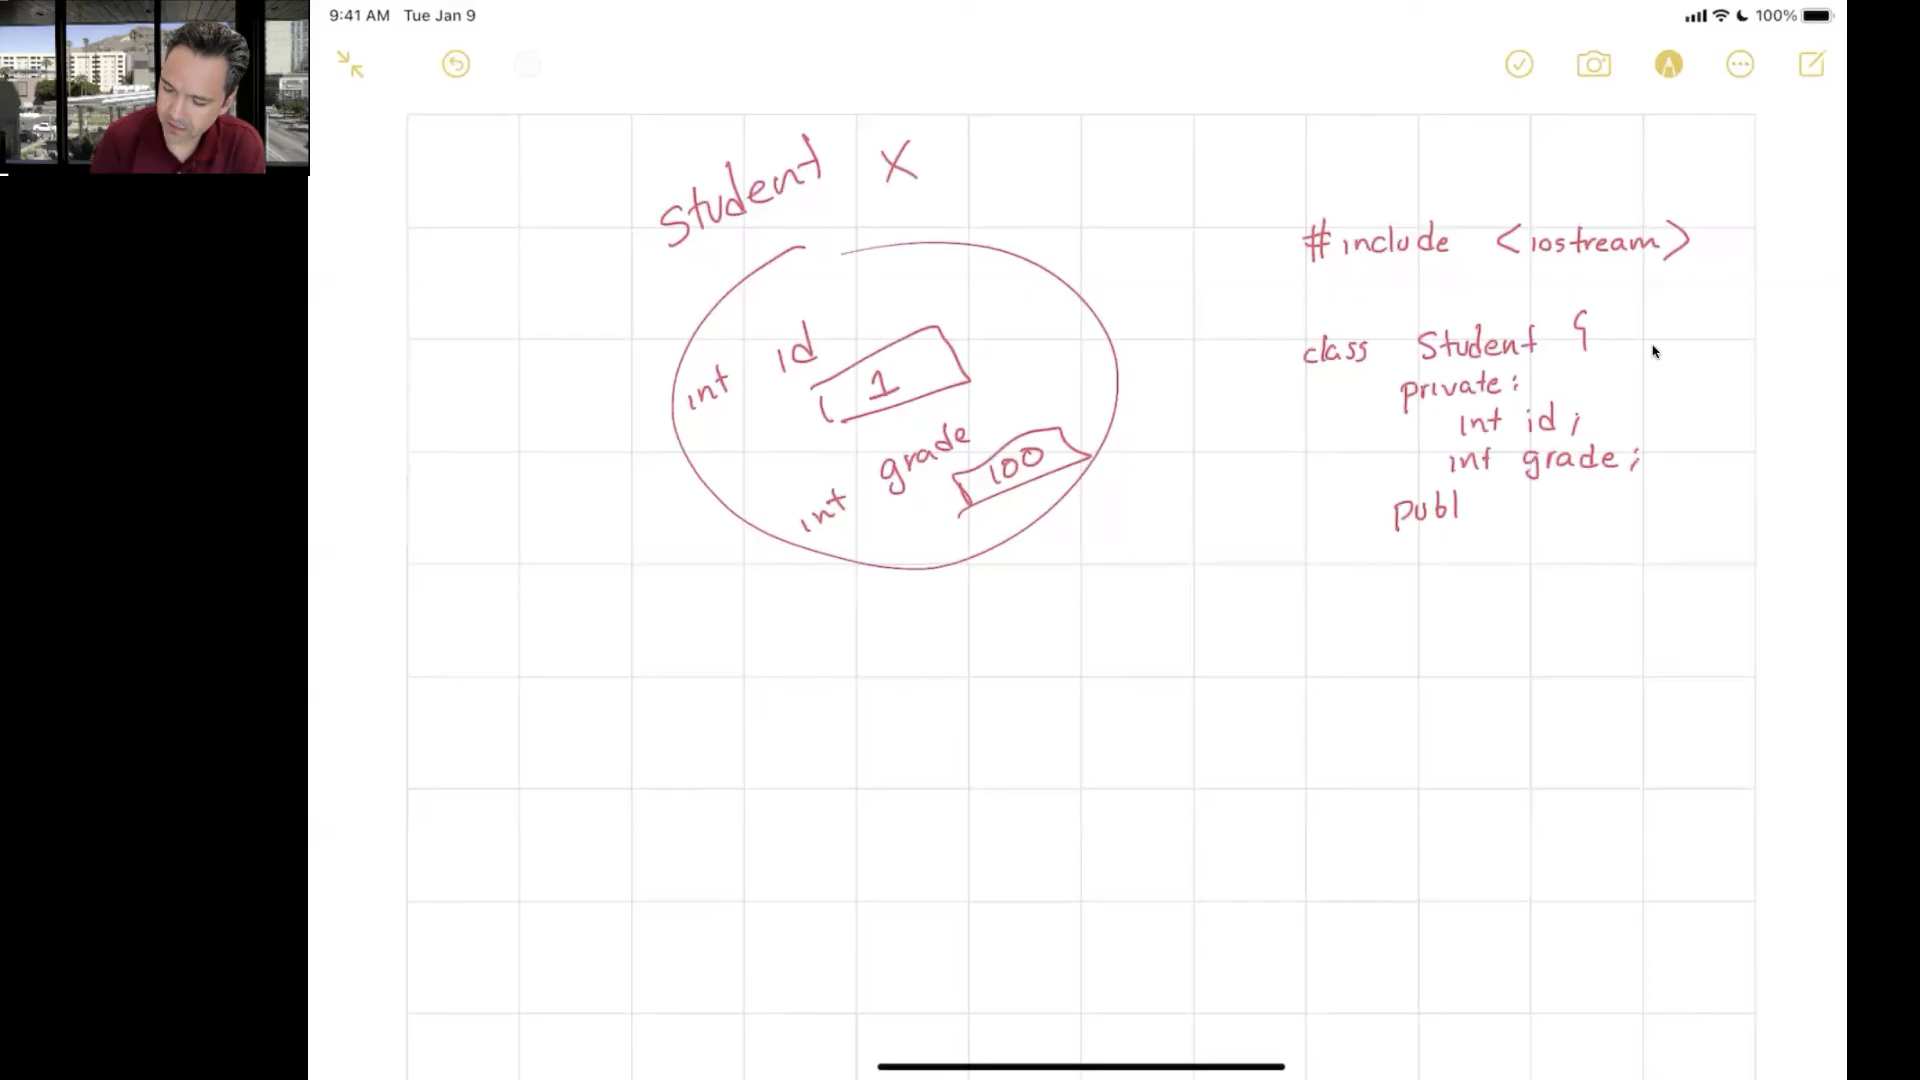 9:41 AM Tue Jan 9
100%
Student X
int id
1
int grade
100
#include <iostream>
class Student {
private:
int id;
int grade;
publ